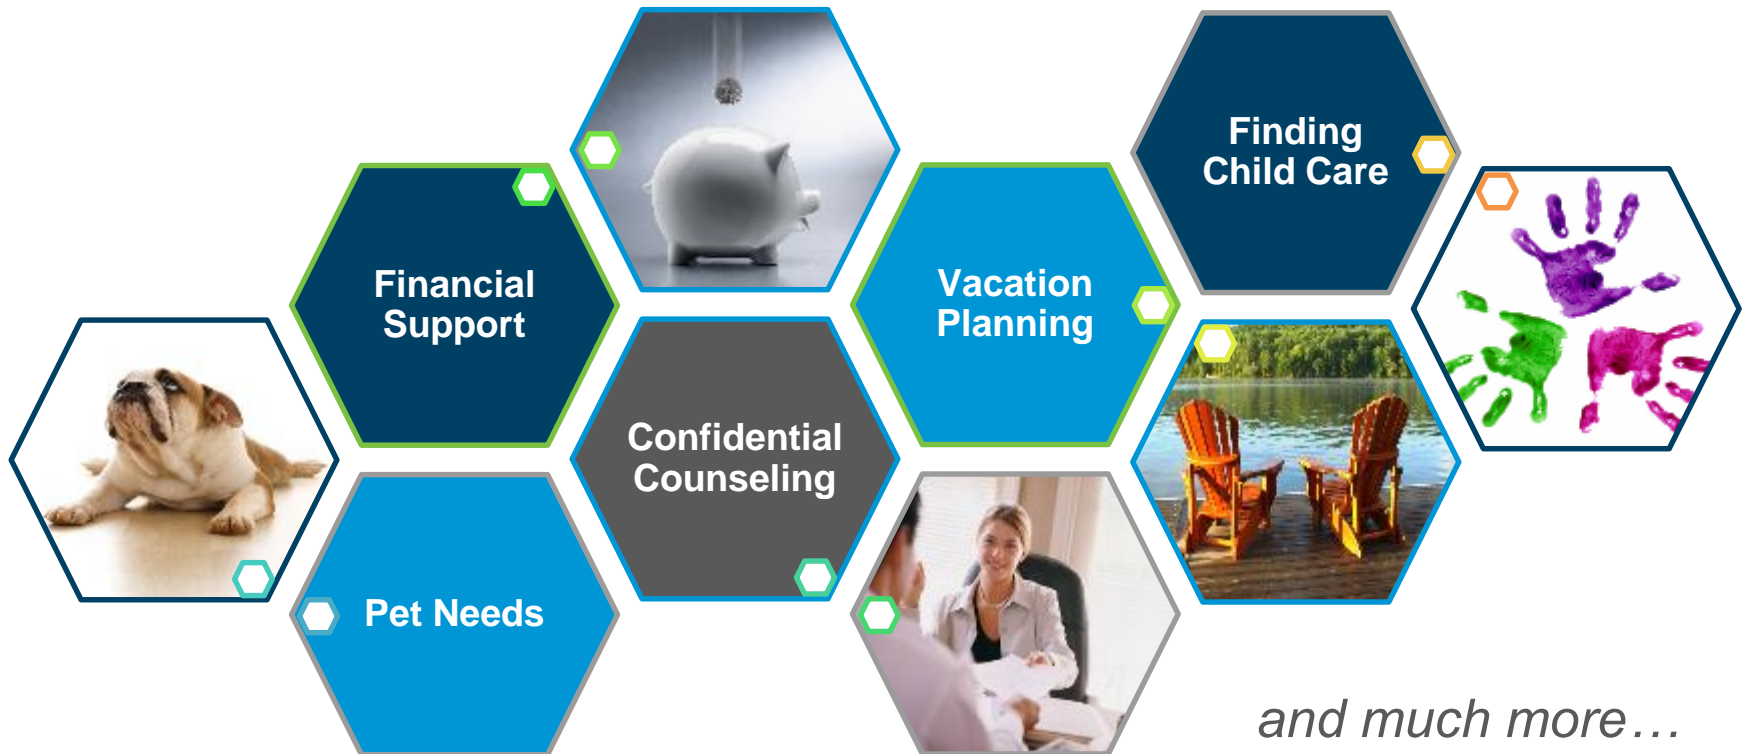 Finding
Child Care
Financial
Support
Vacation
Planning
Confidential
Counseling
Pet Needs
and much more…